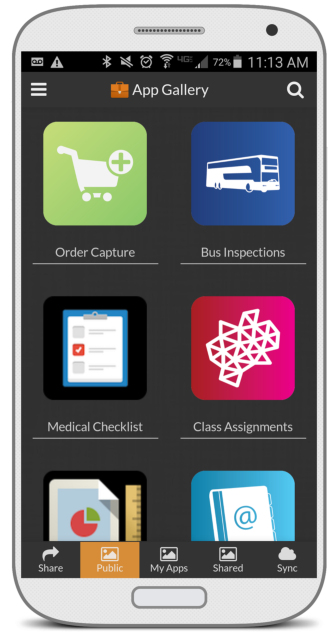 4G 72% 11:13 AM
App Gallery
Order Capture
Bus Inspections
Medical Checklist
Class Assignments
@
Share
Public
My Apps
Shared
Sync